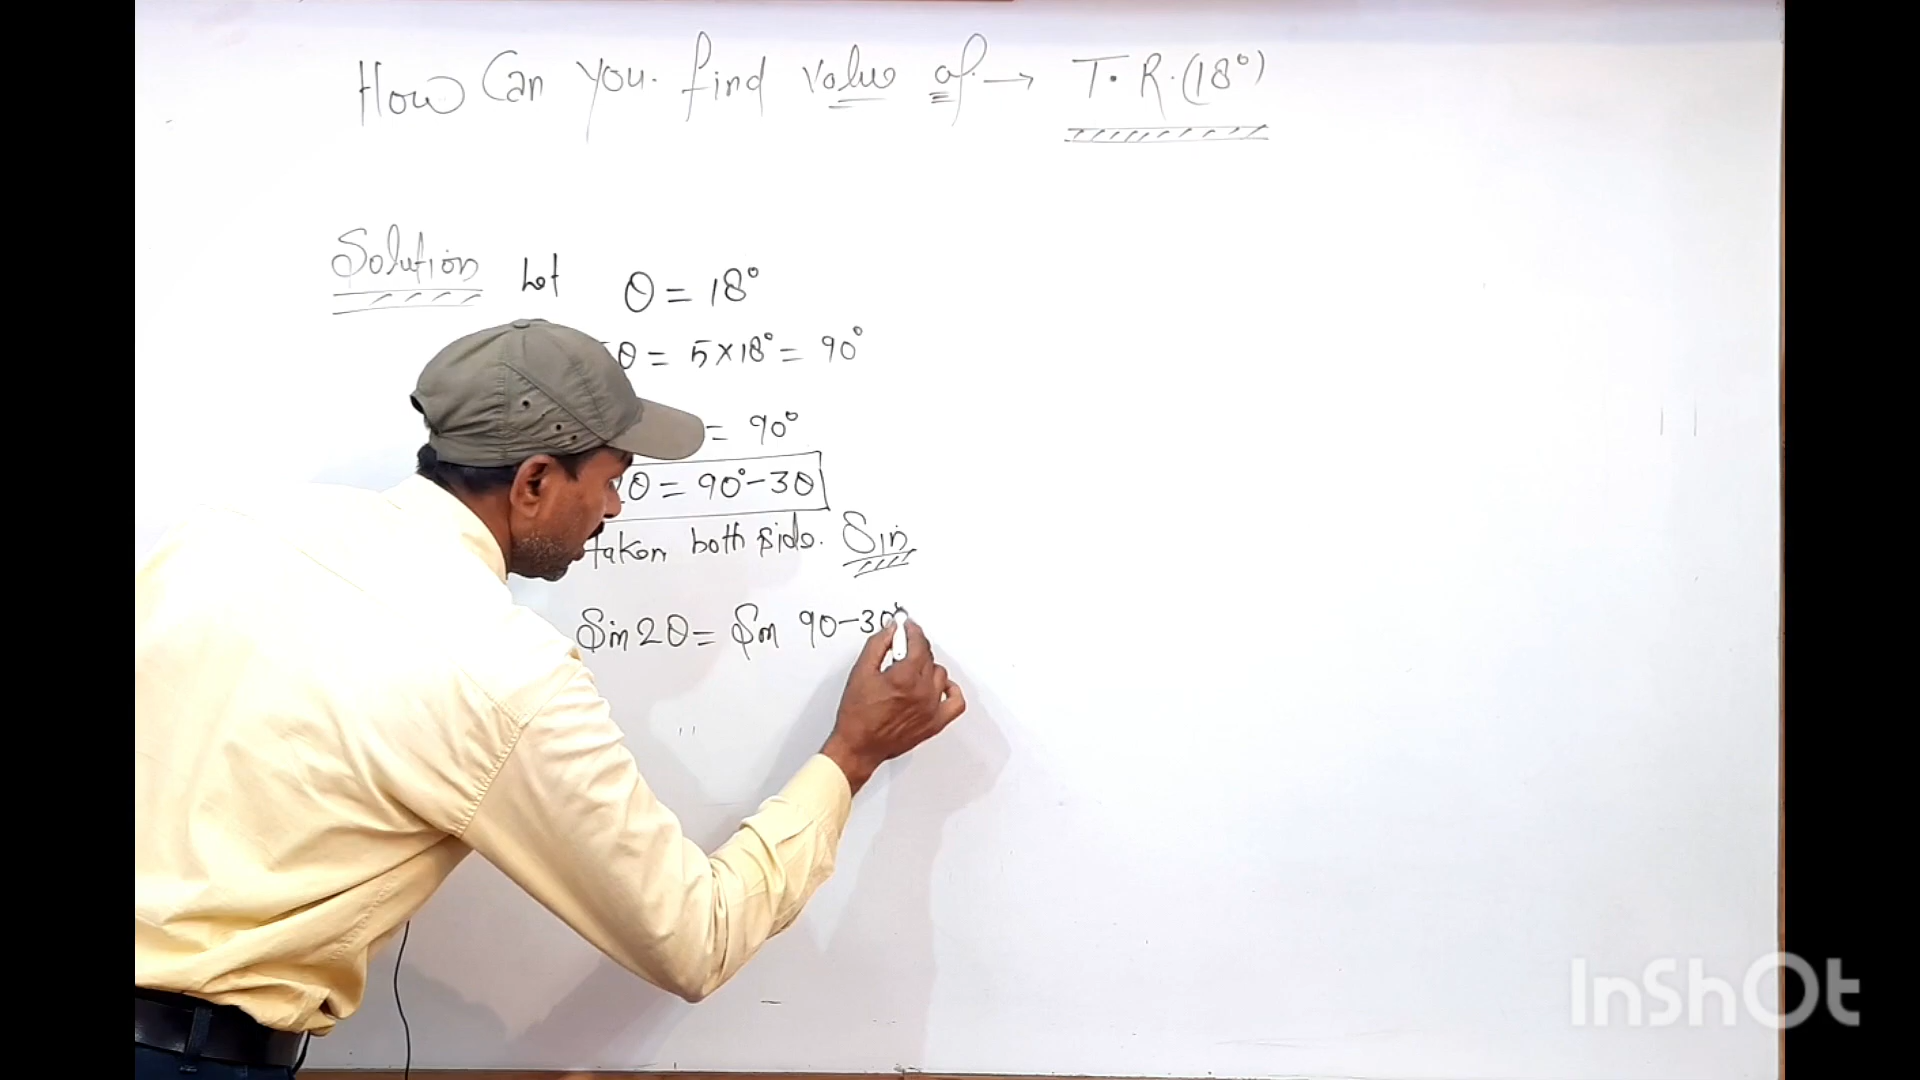 How Can you find value of → T.R.(18°)
Solution Let θ = 18°
θ = 5×18° = 90°
= 90°
2θ = 90°-3θ
taken both side. Sin
Sin 2θ = Sin 90-3θ
InShOt